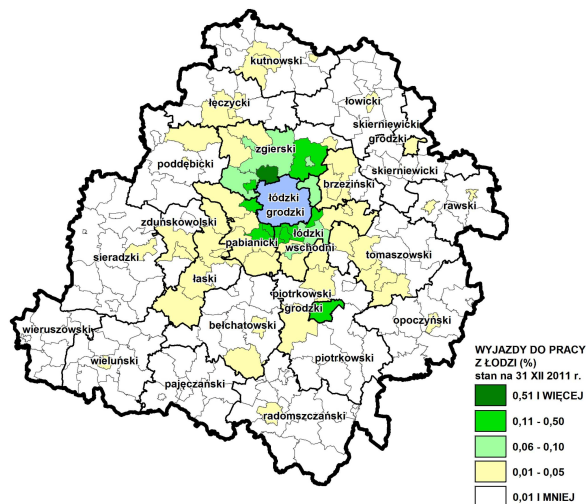 kutnowski
łęczycki
łowicki
skierniewicki
grodzki
zgierski
poddębicki
skierniewicki
brzeziński
rawski
łódzki
grodzki
zduńskowolski
łódzki
pabianicki
wschodni
sieradzki
tomaszowski
łaski
piotrkowski
grodzki
wieruszowski
bełchatowski
opoczyński
wieluński
piotrkowski
pajęczański
radomszczański
WYJAZDY DO PRACY
Z ŁODZI (%)
stan na 31 XII 2011 r.
0,51 I WIĘCEJ
0,11 - 0,50
0,06 - 0,10
0,01 - 0,05
0,01 I MNIEJ